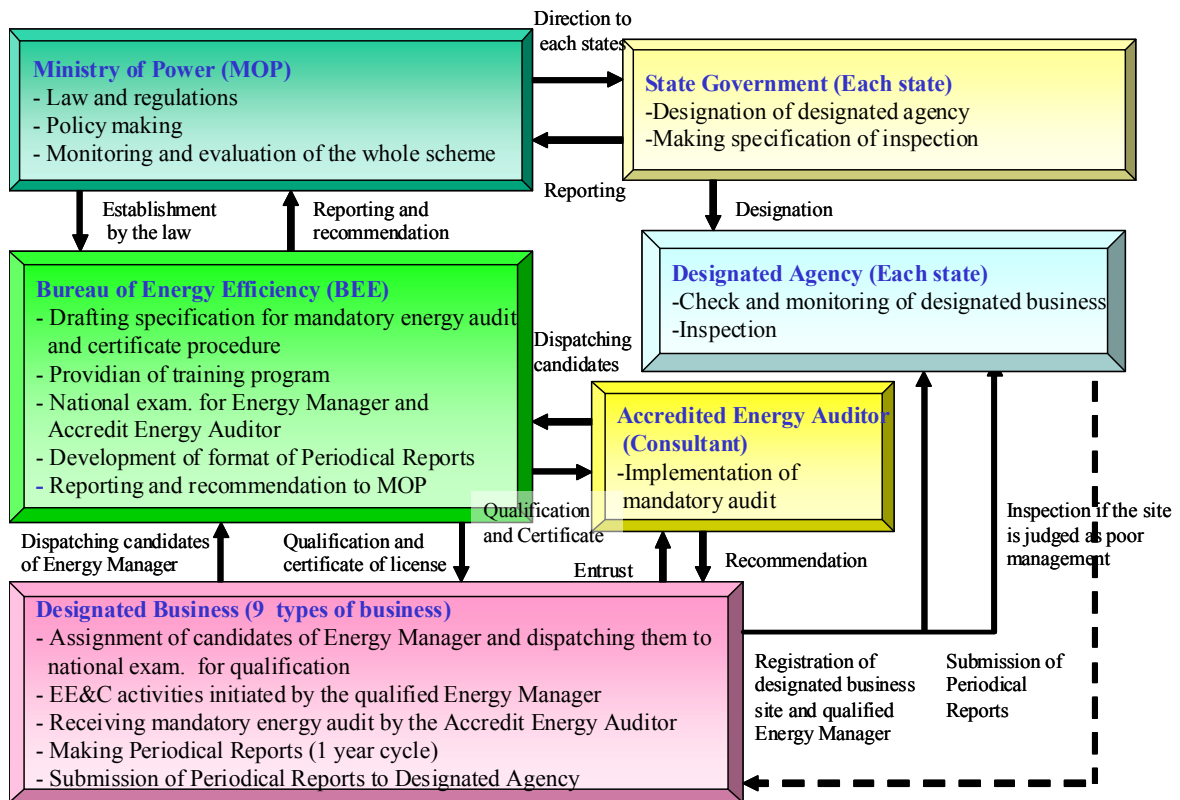 Direction to
each states
Ministry of Power (MOP)
- Law and regulations
- Policy making
- Monitoring and evaluation of the whole scheme
State Government (Each state)
-Designation of designated agency
-Making specification of inspection
Reporting
Establishment
by the law
Reporting and
recommendation
Designation
Bureau of Energy Efficiency (BEE)
- Drafting specification for mandatory energy audit
and certificate procedure
- Providian of training program
- National exam. for Energy Manager and
Accredit Energy Auditor
- Development of format of Periodical Reports
- Reporting and recommendation to MOP
Designated Agency (Each state)
-Check and monitoring of designated business
-Inspection
Dispatching
candidates
Accredited Energy Auditor
(Consultant)
-Implementation of
mandatory audit
Qualification
and Certificate
Inspection if the site
is judged as poor
management
Dispatching candidates
of Energy Manager
Qualification and
certificate of license
Entrust
Recommendation
Designated Business (9 types of business)
- Assignment of candidates of Energy Manager and dispatching them to
national exam. for qualification
- EE&C activities initiated by the qualified Energy Manager
- Receiving mandatory energy audit by the Accredit Energy Auditor
- Making Periodical Reports (1 year cycle)
- Submission of Periodical Reports to Designated Agency
Registration of
designated business
site and qualified
Energy Manager
Submission of
Periodical
Reports